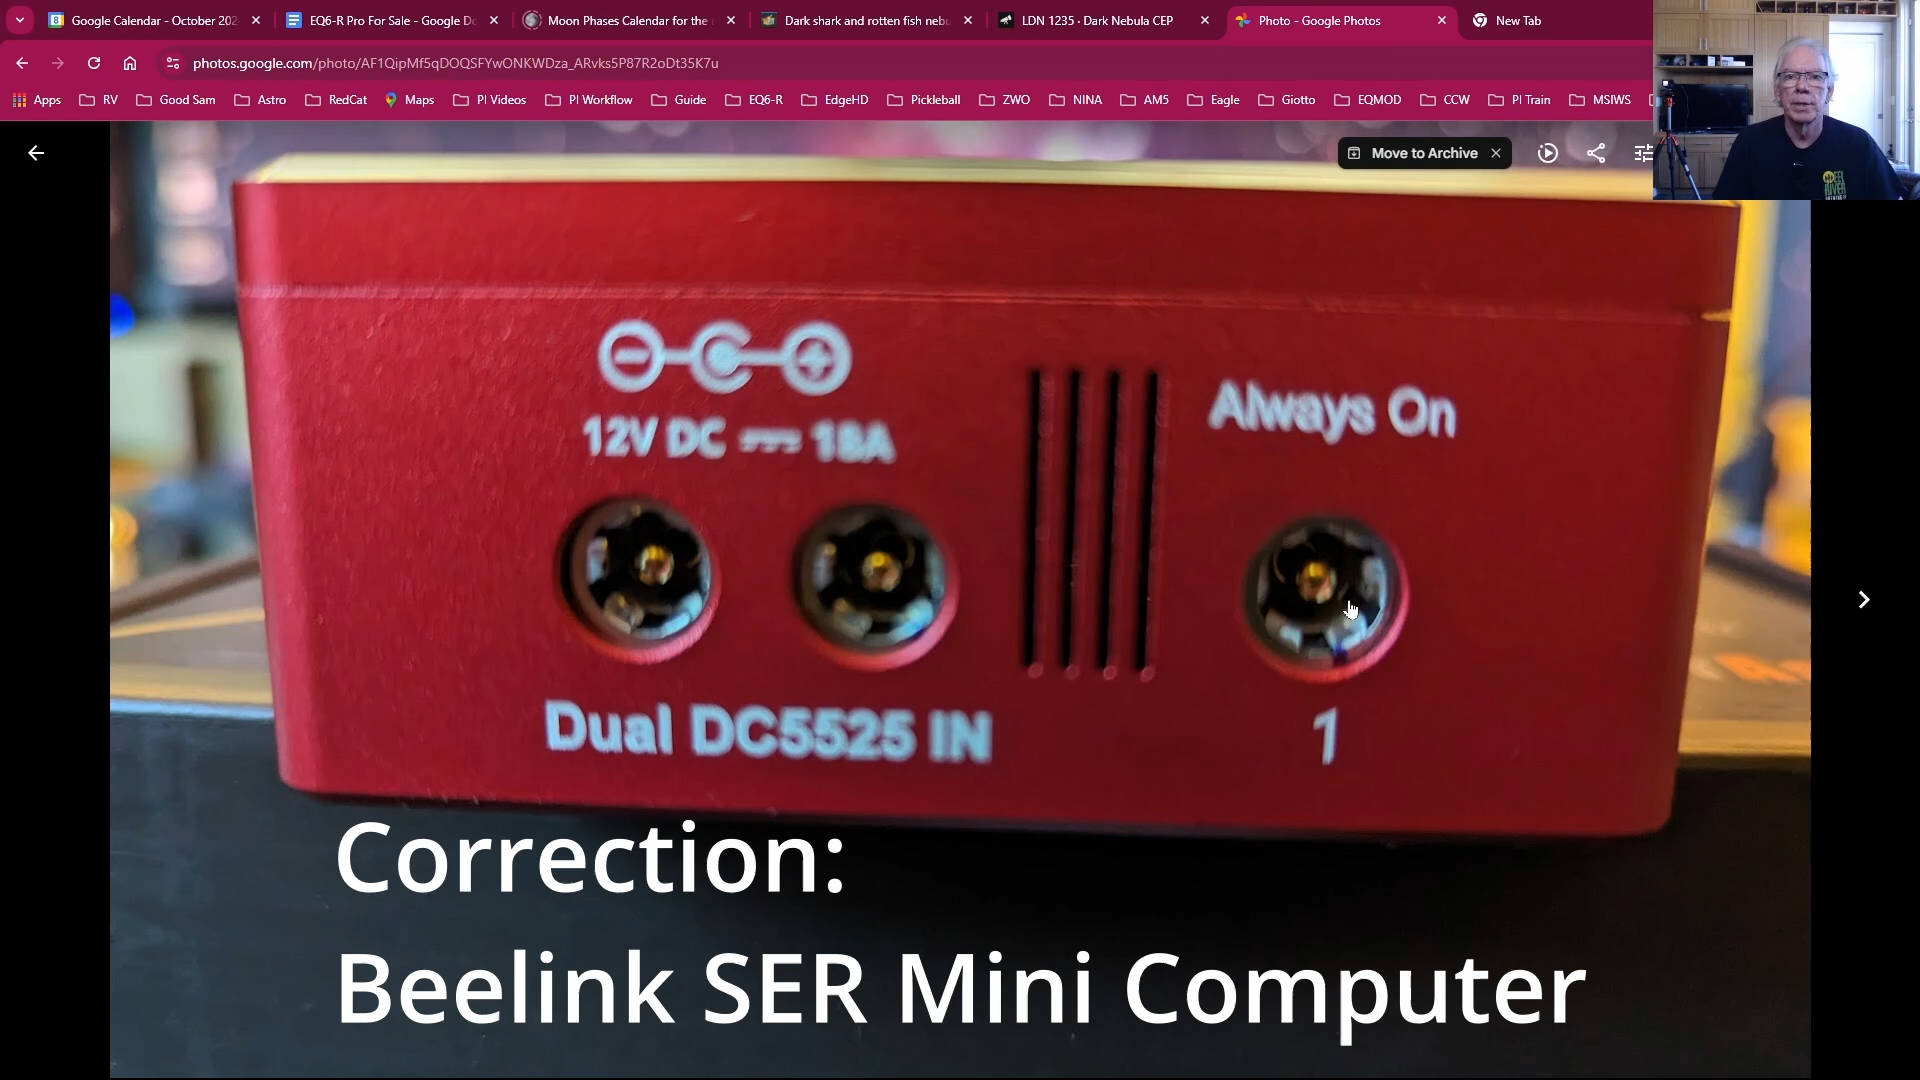 Google Calendar - October 202
EQ6-R Pro For Sale - Google Do
Moon Phases Calendar for the
Dark shark and rotten fish nebu
LDN 1235 · Dark Nebula CEP
Photo - Google Photos
New Tab
photos.google.com/photo/AF1QipMf5qDOQSFYwONKWDza_ARvks5P87R2oDt35K7u
Apps
RV
Good Sam
Astro
RedCat
Maps
PI Videos
PI Workflow
Guide
EQ6-R
EdgeHD
Pickleball
ZWO
NINA
AM5
Eagle
Giotto
EQMOD
CCW
PI Train
MSIWS
Move to Archive
12V DC 18A
Always On
Dual DC5525 IN
1
Correction:
Beelink SER Mini Computer